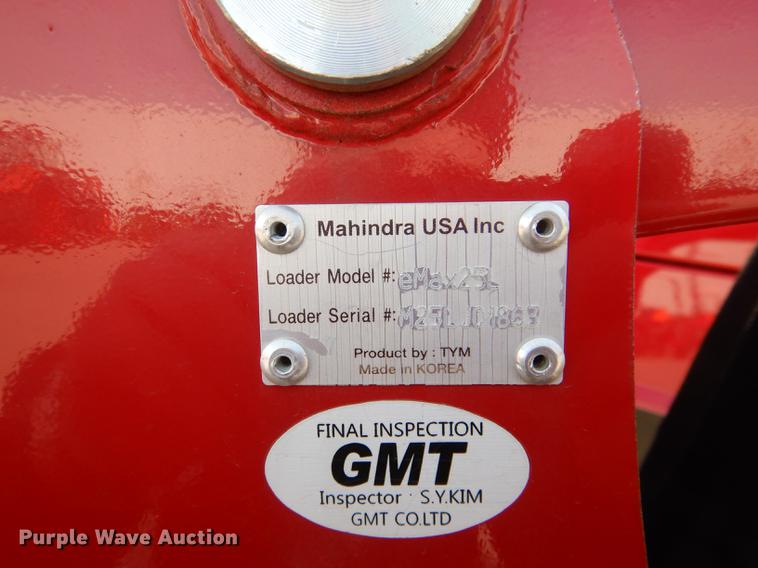 Mahindra USA Inc
Loader Model #: eMax25L
Loader Serial #:
Product by : TYM
Made in KOREA
FINAL INSPECTION
GMT
Inspector : S.Y.KIM
GMT CO.LTD
Purple Wave Auction